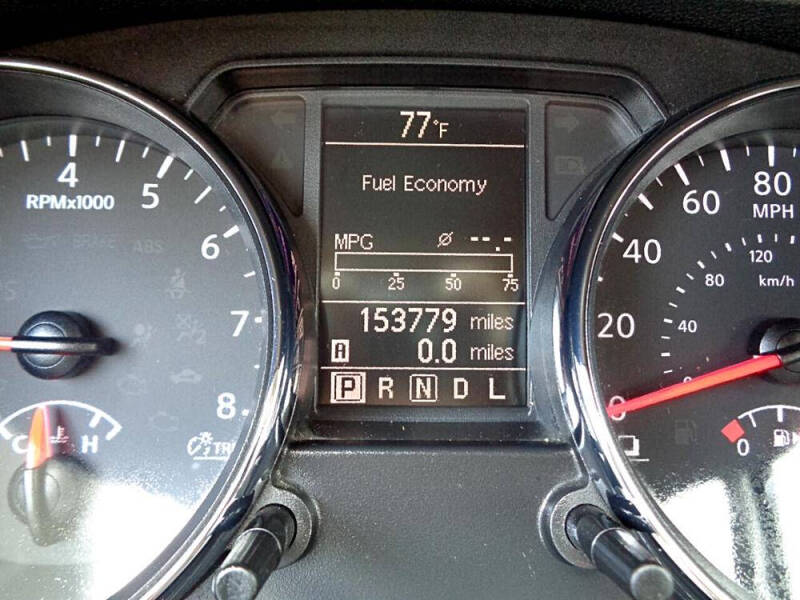 77°F
Fuel Economy
MPG ⌀ --.-
0 25 50 75
153779 miles
A 0.0 miles
P R N D L
4 5 6 7 8
RPMx1000
ABS
C H
0 20 40 60 80
MPH
40 80 120
km/h
0